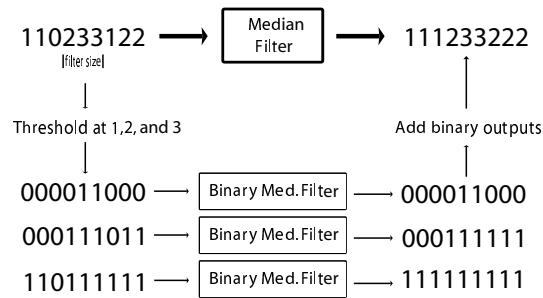 110233122
|filter size|
Median
Filter
111233222
Threshold at 1,2, and 3
Add binary outputs
000011000
Binary Med.Filter
000011000
000111011
Binary Med.Filter
000111111
110111111
Binary Med.Filter
111111111